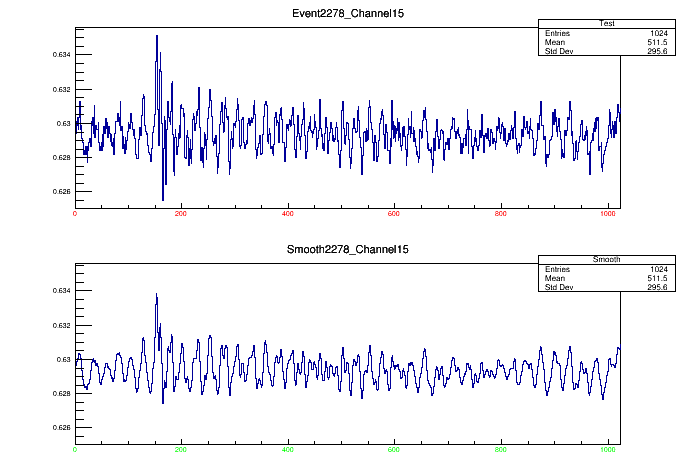 Event2278_Channel15
Test
Entries 1024
Mean 511.5
Std Dev 295.6
0.634
0.632
0.63
0.628
0.626
0 200 400 600 800 1000
Smooth2278_Channel15
Smooth
Entries 1024
Mean 511.5
Std Dev 295.6
0.634
0.632
0.63
0.628
0.626
0 200 400 600 800 1000